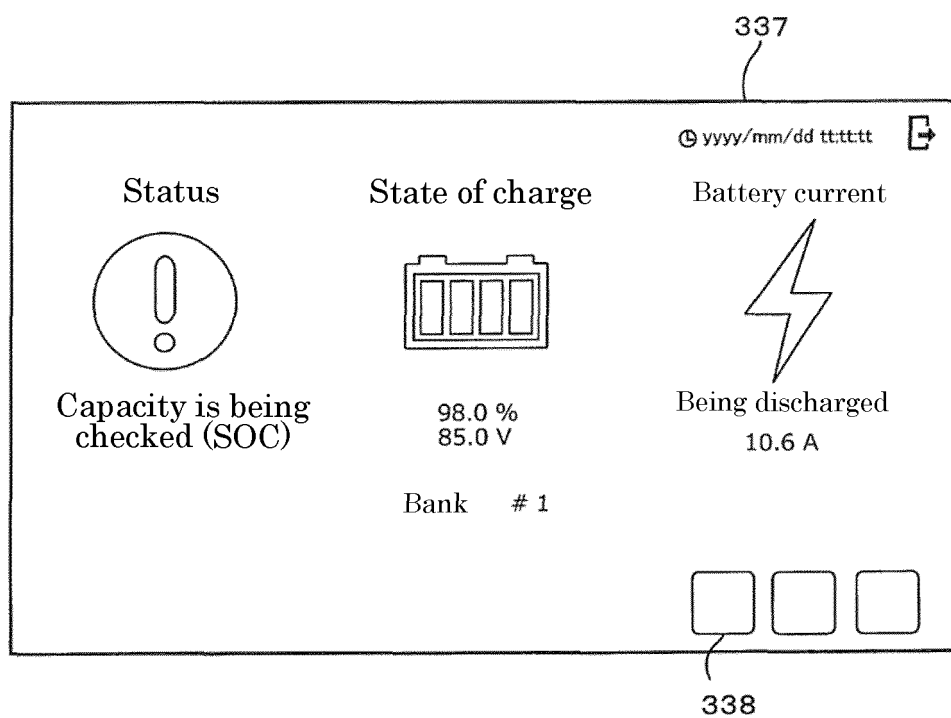 337
yyyy/mm/dd tt:tt:tt
Status
State of charge
Battery current
Capacity is being
checked (SOC)
98.0 %
85.0 V
Being discharged
10.6 A
Bank # 1
338